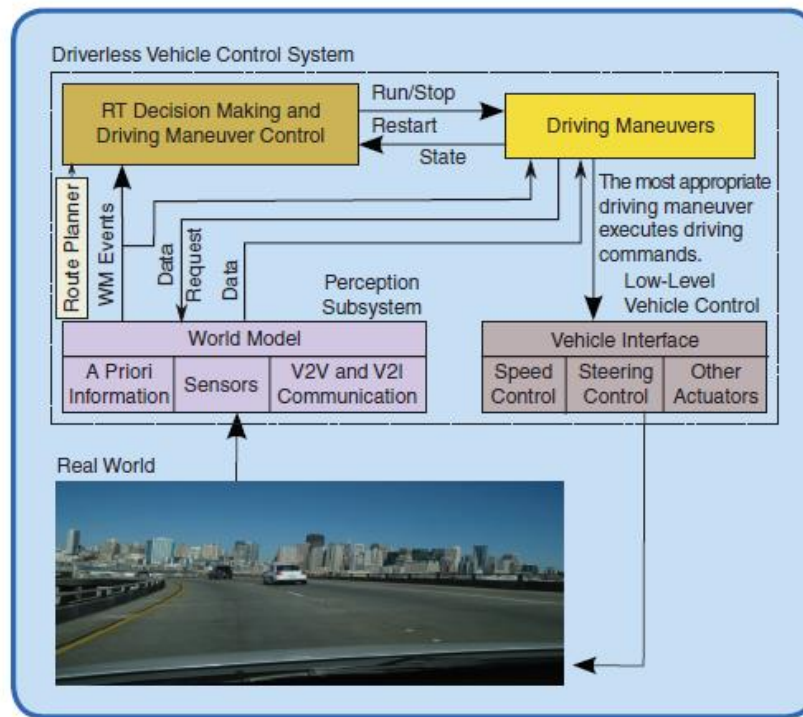 Driverless Vehicle Control System
RT Decision Making and
Driving Maneuver Control
Run/Stop
Restart
State
Driving Maneuvers
Route Planner
WM Events
Data
Request
Data
The most appropriate
driving maneuver
executes driving
commands.
Perception
Subsystem
Low-Level
Vehicle Control
World Model
A Priori
Information
Sensors
V2V and V2I
Communication
Vehicle Interface
Speed
Control
Steering
Control
Other
Actuators
Real World